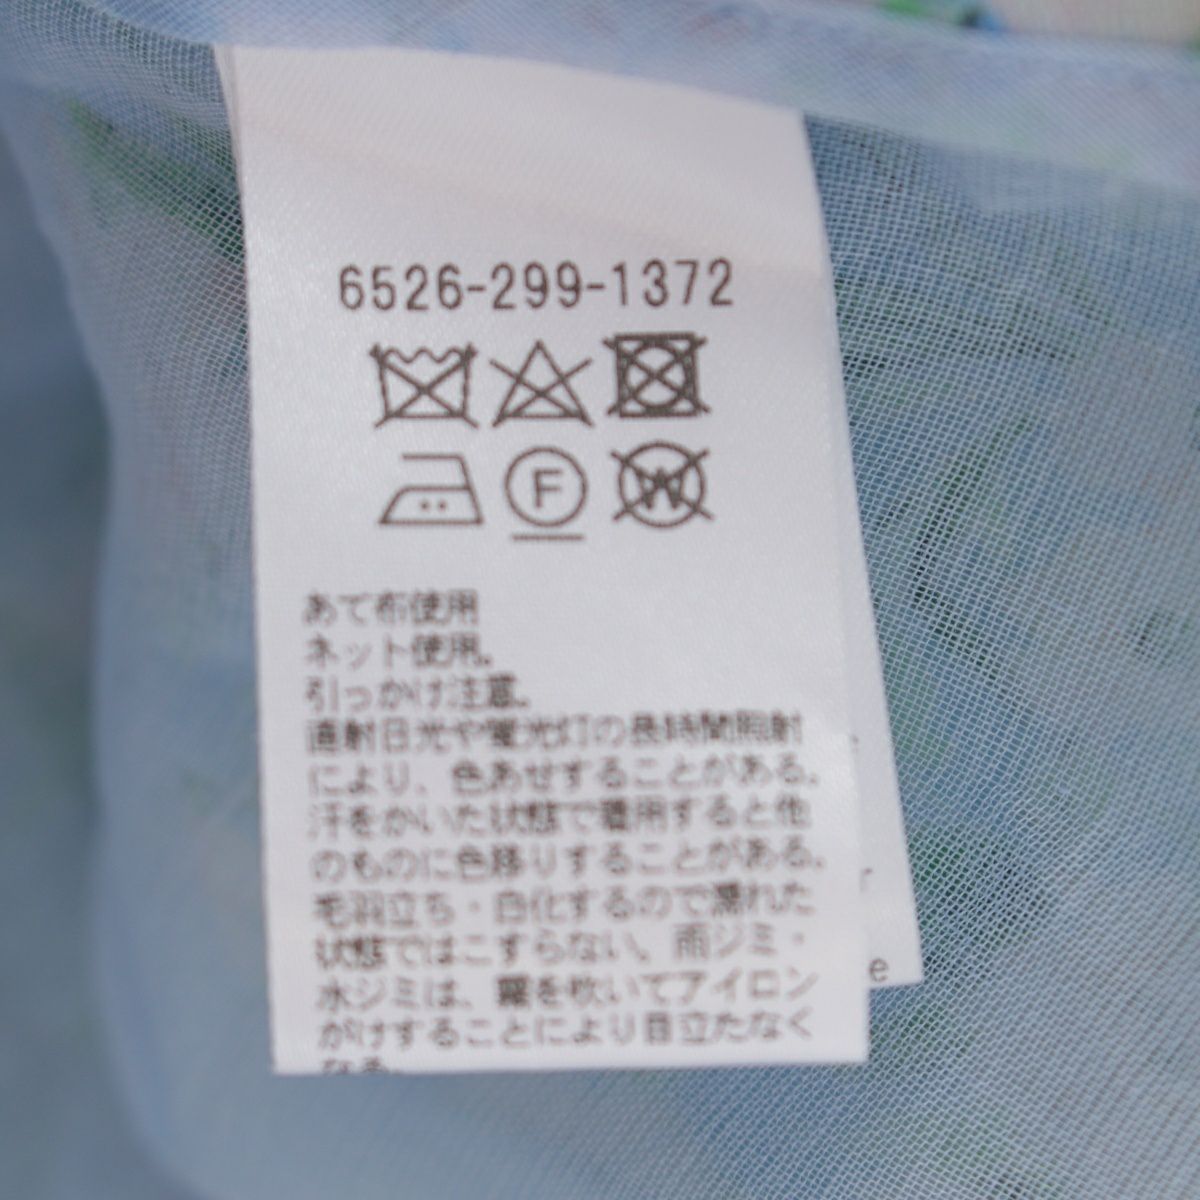 6526-299-1372
F
W
あて布使用
ネット使用。
引っかけ注意。
直射日光や蛍光灯の長時間照射
により、色あせすることがある。
汗をかいた状態で着用すると他
のものに色移りすることがある。
毛羽立ち・白化するので濡れた
状態ではこすらない。雨ジミ・
水ジミは、霧を吹いてアイロン
がけすることにより目立たなく
なる。
e